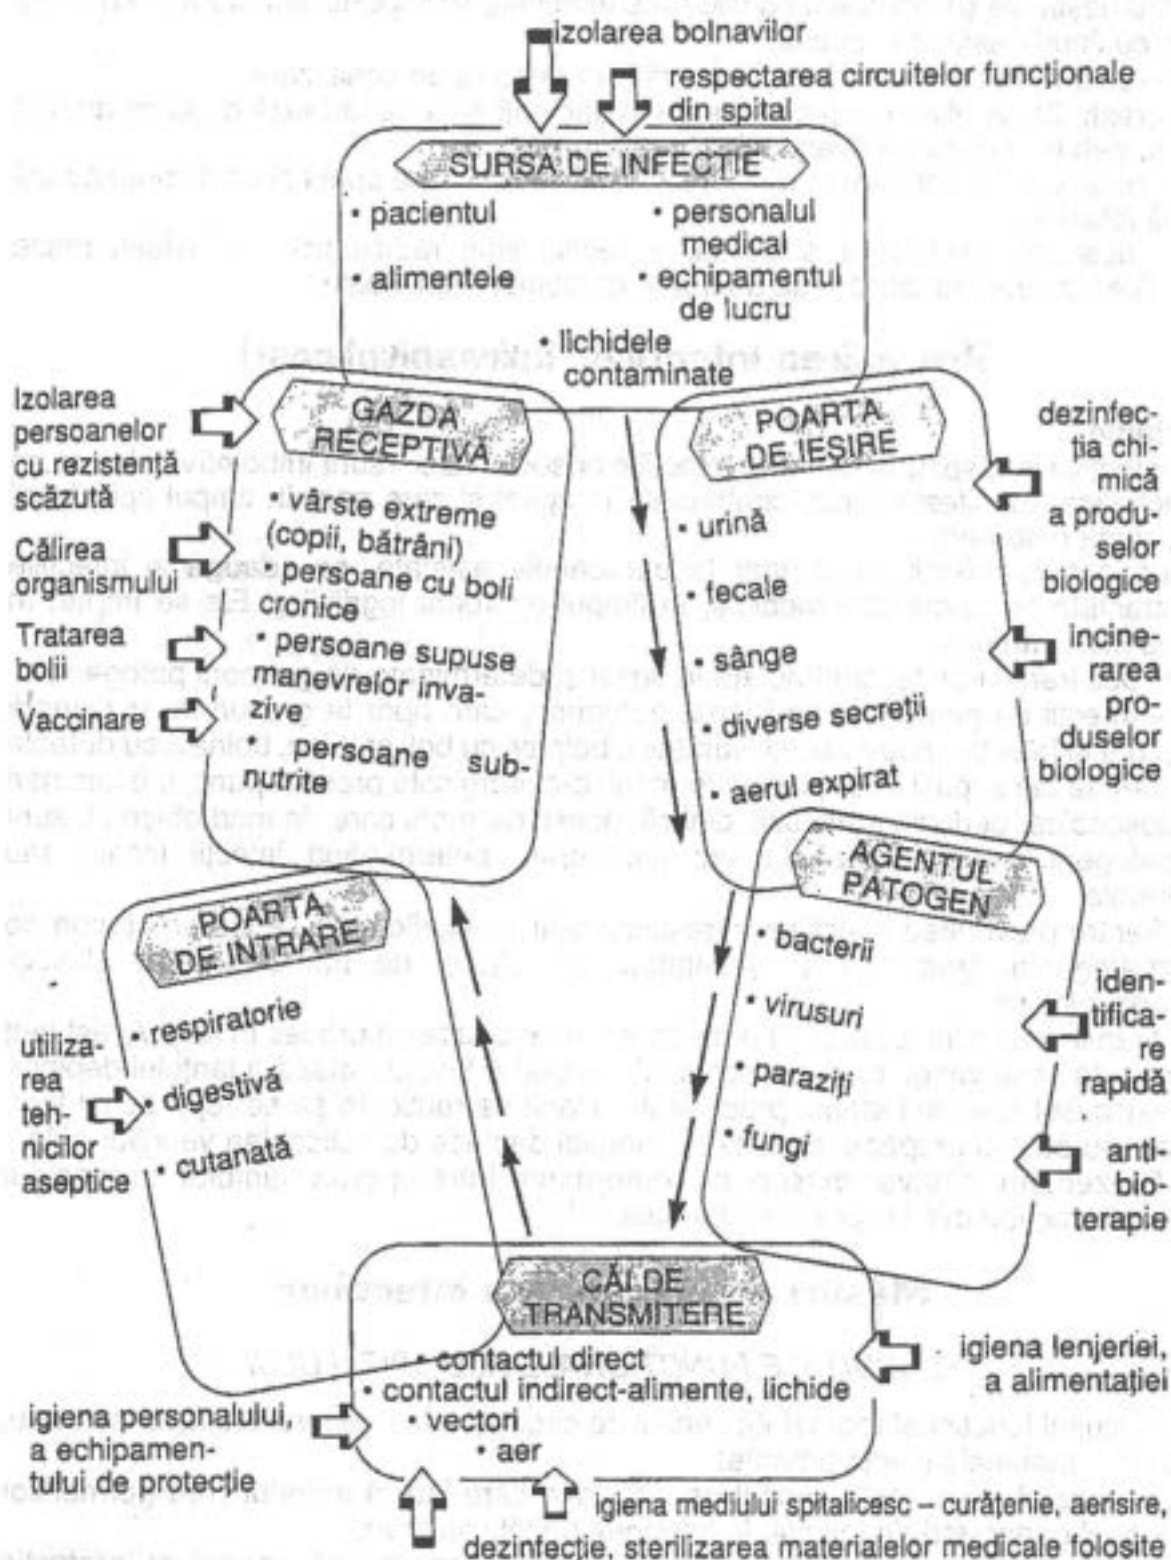 izolarea bolnavilor
respectarea circuitelor funcționale
din spital
SURSA DE INFECȚIE
• pacientul
• personalul
medical
• alimentele
• echipamentul
de lucru
• lichidele
contaminate
Izolarea
persoanelor
cu rezistență
scăzută
Călirea
organismului
Tratarea
bolii
Vaccinare
GAZDA
RECEPTIVĂ
• vârste extreme
(copii, bătrâni)
• persoane cu boli
cronice
• persoane supuse
manevrelor inva-
zive
• persoane sub-
nutrite
POARTA
DE IEȘIRE
• urină
• fecale
• sânge
• diverse secreții
• aerul expirat
dezinfec-
ția chi-
mică
a produ-
selor
biologice
incine-
rarea
pro-
duselor
biologice
POARTA
DE INTRARE
• respiratorie
• digestivă
• cutanată
utiliza-
rea
teh-
nicilor
aseptice
AGENTUL
PATOGEN
• bacterii
• virusuri
• paraziți
• fungi
iden-
tifica-
re
rapidă
anti-
bio-
terapie
CĂI DE
TRANSMITERE
• contactul direct
• contactul indirect-alimente, lichide
• vectori
• aer
igiena lenjeriei,
a alimentației
igiena personalului,
a echipamen-
tului de protecție
igiena mediului spitalicesc – curățenie, aerisire,
dezinfecție, sterilizarea materialelor medicale folosite